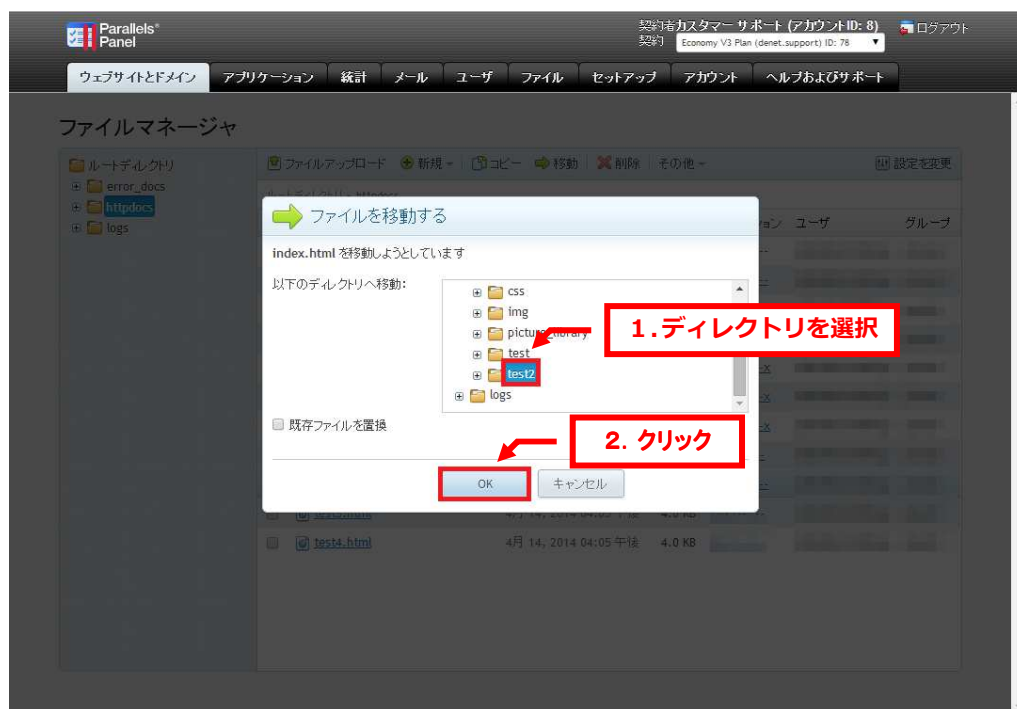 Parallels®
Panel
契約者カスタマー サポート (アカウントID: 8)
ログアウト
契約
Economy V3 Plan (denet.support) ID: 78
ウェブサイトとドメイン
アプリケーション
統計
メール
ユーザ
ファイル
セットアップ
アカウント
ヘルプおよびサポート
ファイルマネージャ
ルートディレクトリ
error_docs
httpdocs
logs
ファイルアップロード
新規
コピー
移動
削除
その他
設定を変更
ユーザ
グループ
ファイルを移動する
index.html を移動しようとしています
以下のディレクトリへ移動:
css
img
test
test2
logs
1.ディレクトリを選択
既存ファイルを置換
2. クリック
OK
キャンセル
test4.html
4月 14, 2014 04:05 午後
4.0 KB